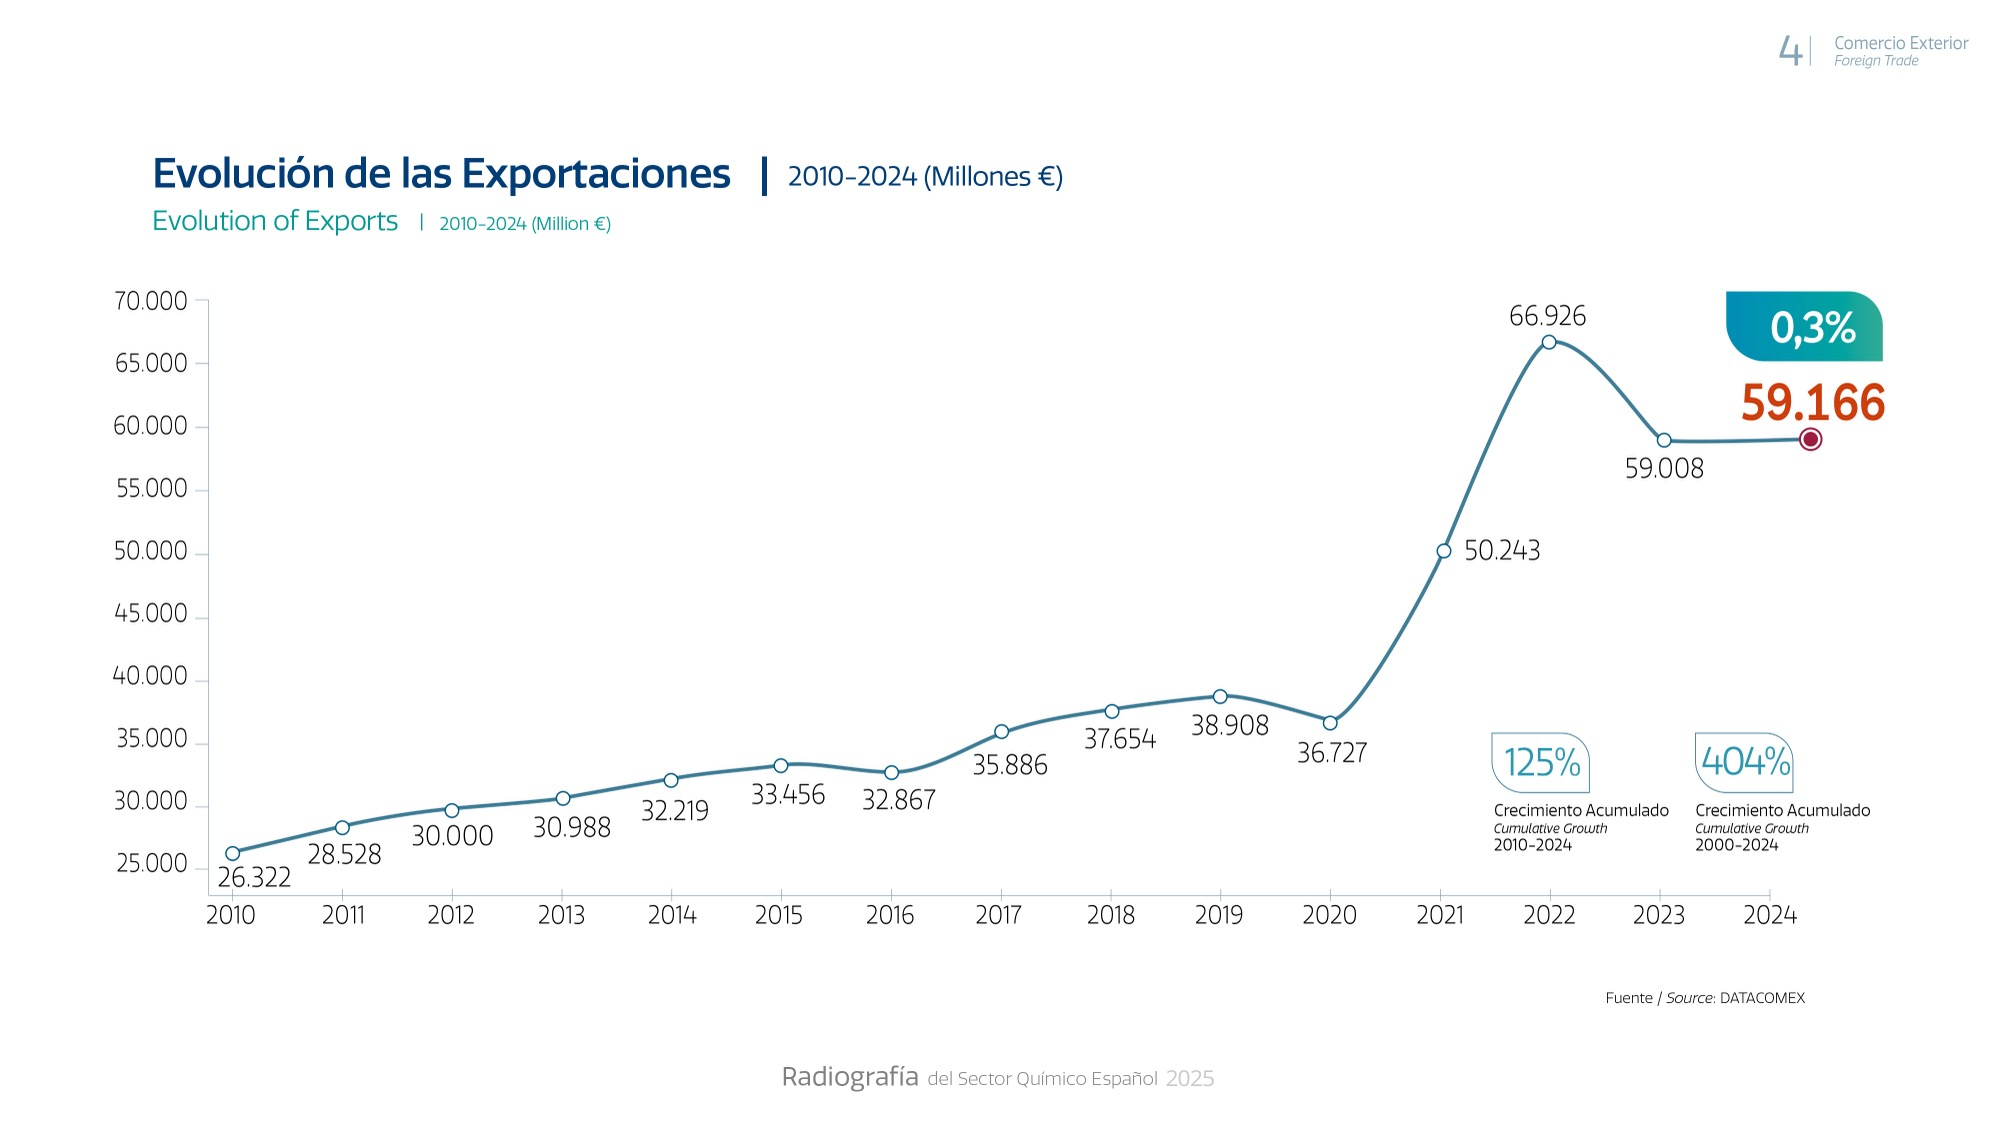 4 | Comercio Exterior
Foreign Trade
Evolución de las Exportaciones | 2010-2024 (Millones €)
Evolution of Exports | 2010-2024 (Million €)
70.000
65.000
60.000
55.000
50.000
45.000
40.000
35.000
30.000
25.000
26.322
28.528
30.000
30.988
32.219
33.456
32.867
35.886
37.654
38.908
36.727
50.243
66.926
59.008
0,3%
59.166
125%
Crecimiento Acumulado
Cumulative Growth
2010-2024
404%
Crecimiento Acumulado
Cumulative Growth
2000-2024
2010 2011 2012 2013 2014 2015 2016 2017 2018 2019 2020 2021 2022 2023 2024
Fuente / Source: DATACOMEX
Radiografía del Sector Químico Español 2025